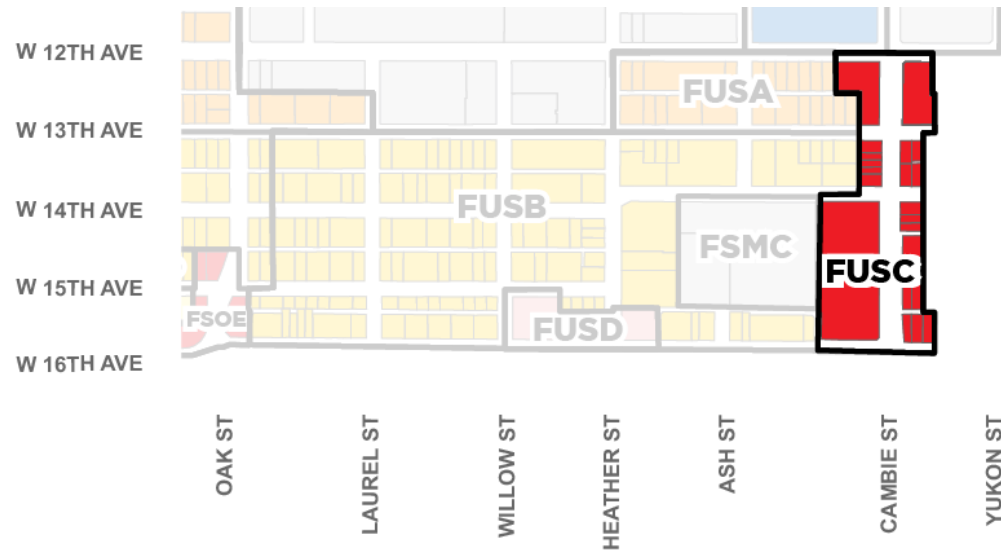 W 12TH AVE
FUSA
W 13TH AVE
W 14TH AVE
FUSB
FSMC
FUSC
W 15TH AVE
FSOE
FUSD
W 16TH AVE
OAK ST
LAUREL ST
WILLOW ST
HEATHER ST
ASH ST
CAMBIE ST
YUKON ST